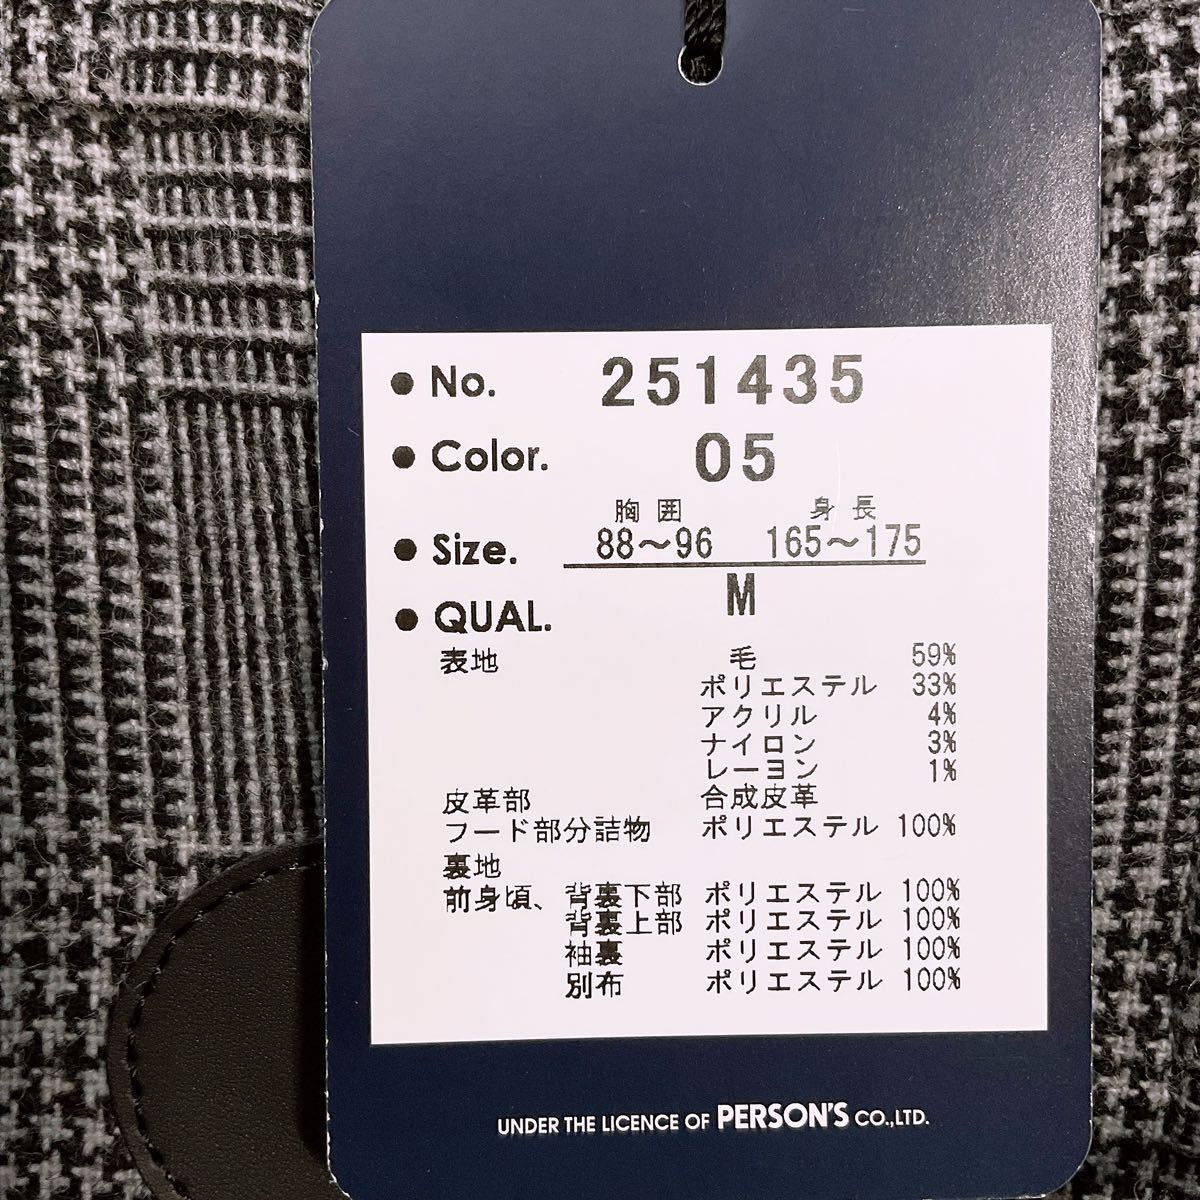 ● No. 251435
● Color. 05
胸囲 身長
● Size. 88～96 165～175
M
● QUAL.
表地 毛 59%
ポリエステル 33%
アクリル 4%
ナイロン 3%
レーヨン 1%
皮革部 合成皮革
フード部分詰物 ポリエステル 100%
裏地
前身頃、背裏下部 ポリエステル 100%
背裏上部 ポリエステル 100%
袖裏 ポリエステル 100%
別布 ポリエステル 100%
UNDER THE LICENCE OF PERSON'S CO.,LTD.